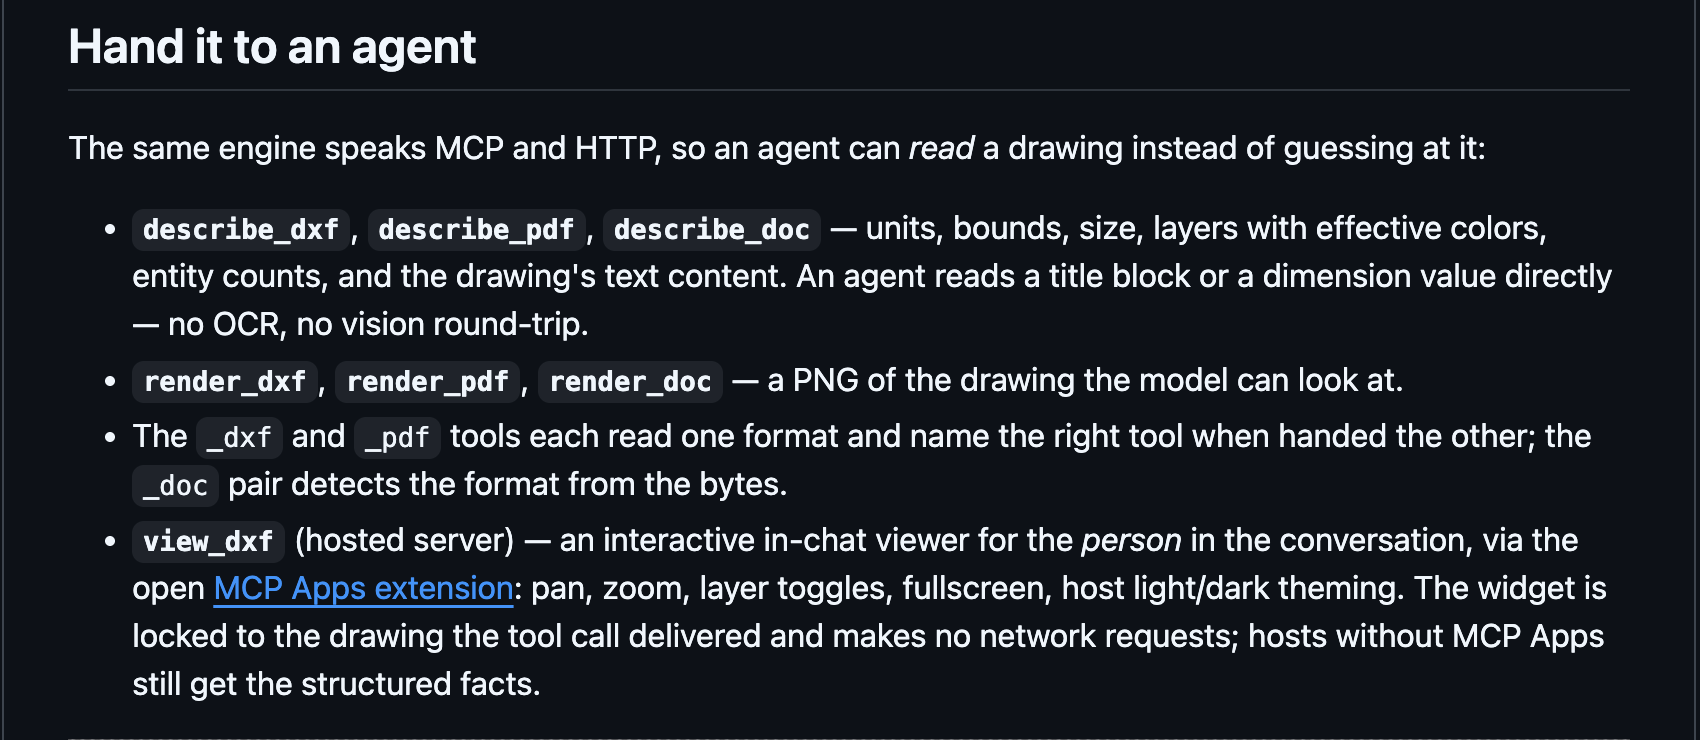 Hand it to an agent
The same engine speaks MCP and HTTP, so an agent can read a drawing instead of guessing at it:
• describe_dxf, describe_pdf, describe_doc — units, bounds, size, layers with effective colors,
entity counts, and the drawing's text content. An agent reads a title block or a dimension value directly
— no OCR, no vision round-trip.
• render_dxf, render_pdf, render_doc — a PNG of the drawing the model can look at.
• The _dxf and _pdf tools each read one format and name the right tool when handed the other; the
_doc pair detects the format from the bytes.
• view_dxf (hosted server) — an interactive in-chat viewer for the person in the conversation, via the
open MCP Apps extension: pan, zoom, layer toggles, fullscreen, host light/dark theming. The widget is
locked to the drawing the tool call delivered and makes no network requests; hosts without MCP Apps
still get the structured facts.